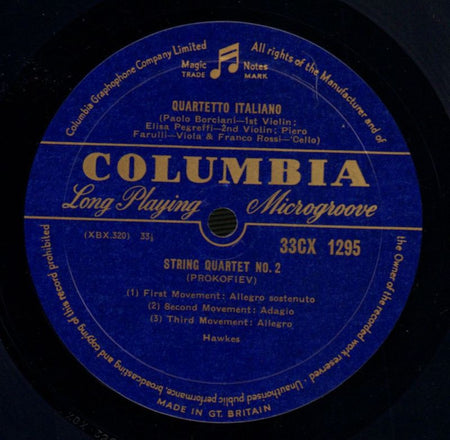 Columbia Graphophone Company Limited
All rights of the Manufacturer and of
the Owner of the recorded work reserved · Unauthorised public performance, broadcasting and copying of this record prohibited
Magic Notes
TRADE MARK
QUARTETTO ITALIANO
(Paolo Borciani—1st Violin;
Elisa Pegreffi—2nd Violin; Piero
Farulli—Viola & Franco Rossi—'Cello)
COLUMBIA
Long Playing Microgroove
(XBX.320) 33⅓
33CX 1295
STRING QUARTET NO. 2
(PROKOFIEV)
(1) First Movement: Allegro sostenuto
(2) Second Movement: Adagio
(3) Third Movement: Allegro
Hawkes
MADE IN GT. BRITAIN